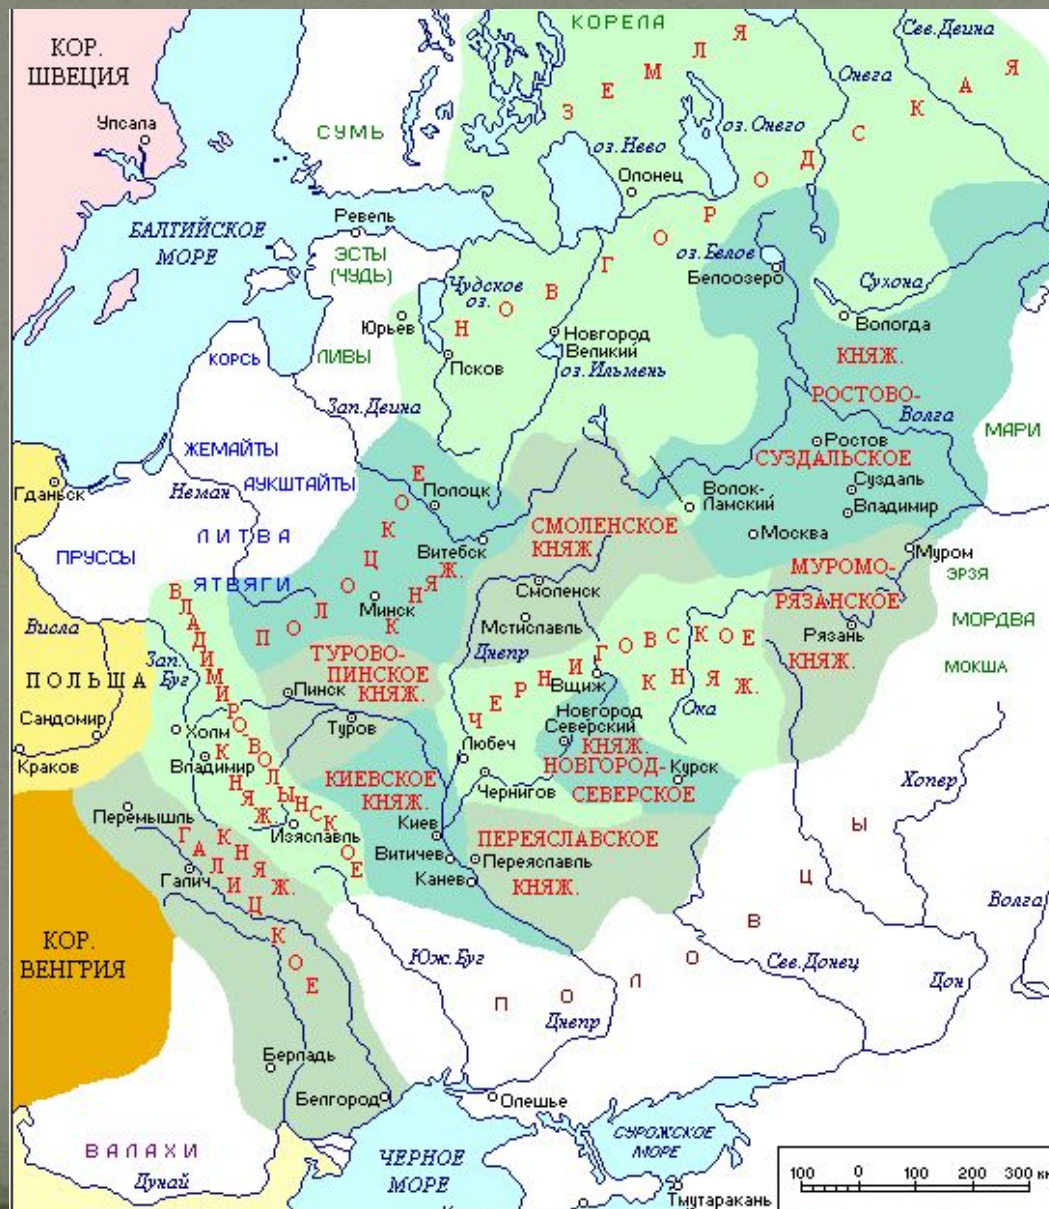 КОР.
ШВЕЦИЯ
Упсала
КОРЕЛА
Сев.Двина
Онега
НОВГОРОДСКАЯ
ЗЕМЛЯ
СУМЬ
оз.Нево
оз.Онего
Олонец
БАЛТИЙСКОЕ
МОРЕ
Ревель
ЭСТЫ
(ЧУДЬ)
Чудское
оз.
оз.Белое
Белоозеро
Сухона
Вологда
Юрьев
Новгород
Великий
оз.Ильмень
Псков
КОРСЬ
ЛИВЫ
КНЯЖ.
РОСТОВО-
СУЗДАЛЬСКОЕ
Волга
МАРИ
Зап.Двина
Ростов
Суздаль
Владимир
Москва
Волок-
Ламский
ЖЕМАЙТЫ
Гданьск
Неман
АУКШТАЙТЫ
ЛИТВА
ПРУССЫ
ЯТВЯГИ
ПОЛОЦКОЕ
КНЯЖ.
Полоцк
Витебск
Минск
СМОЛЕНСКОЕ
КНЯЖ.
Смоленск
Мстиславль
Днепр
МУРОМО-
РЯЗАНСКОЕ
КНЯЖ.
Муром
Рязань
ЭРЗЯ
МОРДВА
МОКША
Висла
ПОЛЬША
Сандомир
Краков
Зап.
Буг
ВЛАДИМИРОВОЛЫНСКОЕ
КНЯЖ.
Холм
Владимир
Изяславль
ТУРОВО-
ПИНСКОЕ
КНЯЖ.
Пинск
Туров
ЧЕРНИГОВСКОЕ
КНЯЖ.
Вщиж
Ока
Новгород
Северский
КНЯЖ.
НОВГОРОД-
СЕВЕРСКОЕ
Курск
Любеч
Чернигов
КИЕВСКОЕ
КНЯЖ.
Киев
Витичев
Канев
ПЕРЕЯСЛАВСКОЕ
Переяславль
КНЯЖ.
Перемышль
ГАЛИЦКОЕ
КНЯЖ.
Галич
КОР.
ВЕНГРИЯ
Хопер
Волга
ПОЛОВЦЫ
Юж.Буг
Днепр
Сев.Донец
Дон
Берладь
Белгород
Олешье
ВАЛАХИ
Дунай
ЧЕРНОЕ
МОРЕ
СУРОЖСКОЕ
МОРЕ
Тмутаракань
100 0 100 200 300 км